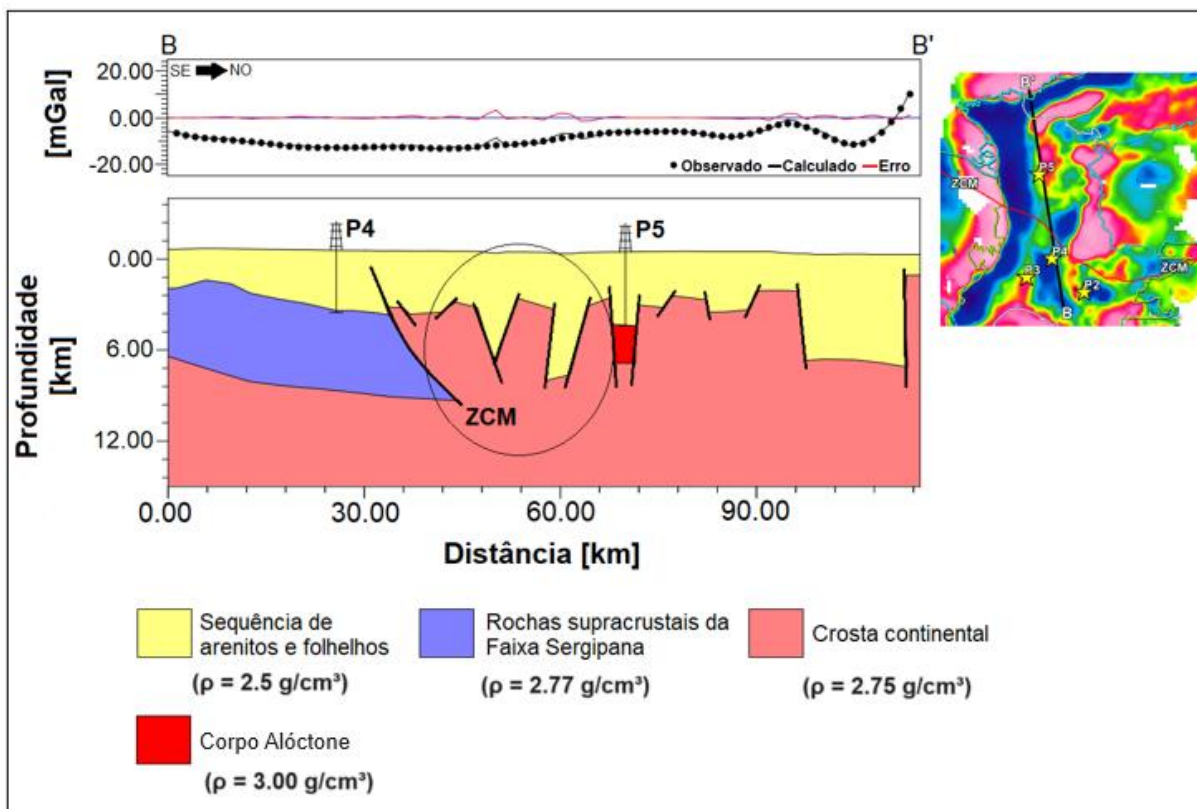 B
B'
SE NO
[mGal]
20.00
0.00
-20.00
Observado Calculado Erro
Profundidade
[km]
0.00
6.00
12.00
P4
P5
ZCM
0.00
30.00
60.00
90.00
Distância [km]
B'
P5
ZCM
P4
P3
P2
ZCM
B
Sequência de
arenitos e folhelhos
(ρ = 2.5 g/cm³)
Rochas supracrustais da
Faixa Sergipana
(ρ = 2.77 g/cm³)
Crosta continental
(ρ = 2.75 g/cm³)
Corpo Alóctone
(ρ = 3.00 g/cm³)